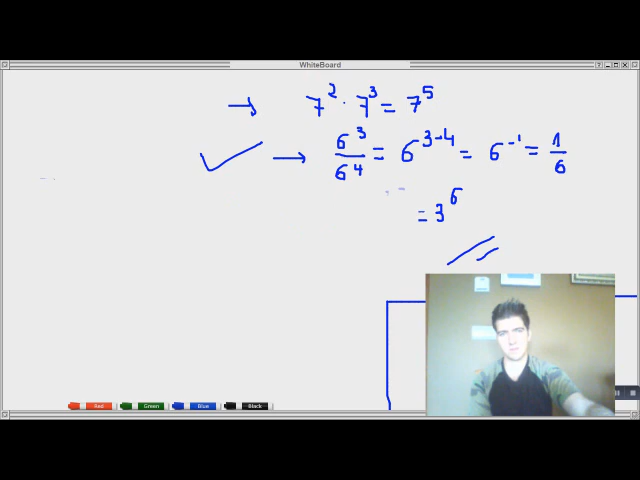 WhiteBoard
→ 7² · 7³ = 7⁵
→ 6³/6⁴ = 6³⁻⁴ = 6⁻¹ = 1/6
= 3⁶
Red Green Blue Black